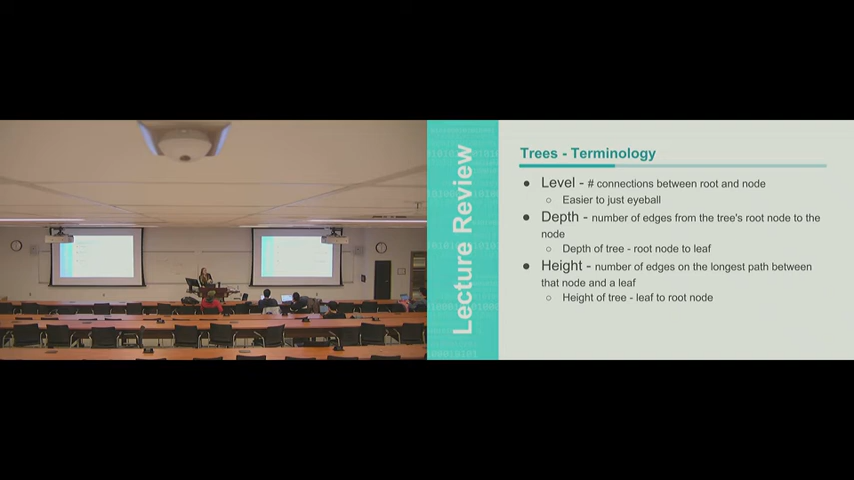 Lecture Review
Trees - Terminology
● Level - # connections between root and node
○ Easier to just eyeball
● Depth - number of edges from the tree's root node to the
node
○ Depth of tree - root node to leaf
● Height - number of edges on the longest path between
that node and a leaf
○ Height of tree - leaf to root node